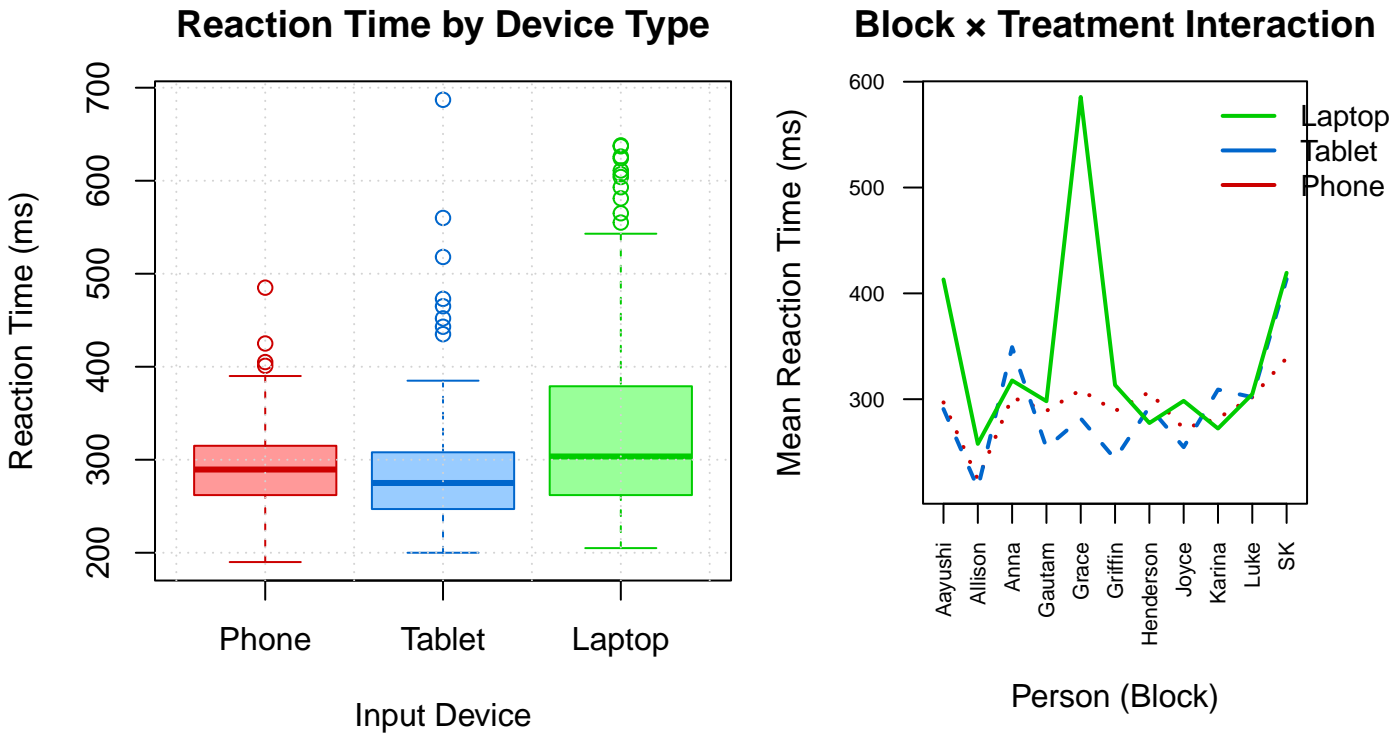 Reaction Time by Device Type
Reaction Time (ms)
700
600
500
400
300
200
Phone
Tablet
Laptop
Input Device
Block × Treatment Interaction
Mean Reaction Time (ms)
600
500
400
300
Laptop
Tablet
Phone
Aayushi
Allison
Anna
Gautam
Grace
Griffin
Henderson
Joyce
Karina
Luke
SK
Person (Block)